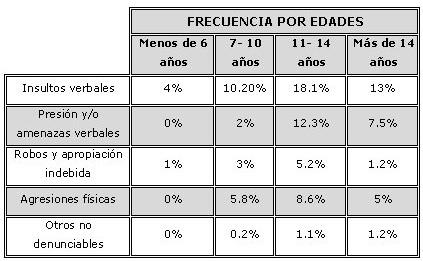 FRECUENCIA POR EDADES
Menos de 6 años
7- 10 años
11- 14 años
Más de 14 años
Insultos verbales 4% 10.20% 18.1% 13%
Presión y/o amenazas verbales 0% 2% 12.3% 7.5%
Robos y apropiación indebida 1% 3% 5.2% 1.2%
Agresiones físicas 0% 5.8% 8.6% 5%
Otros no denunciables 0% 0.2% 1.1% 1.2%